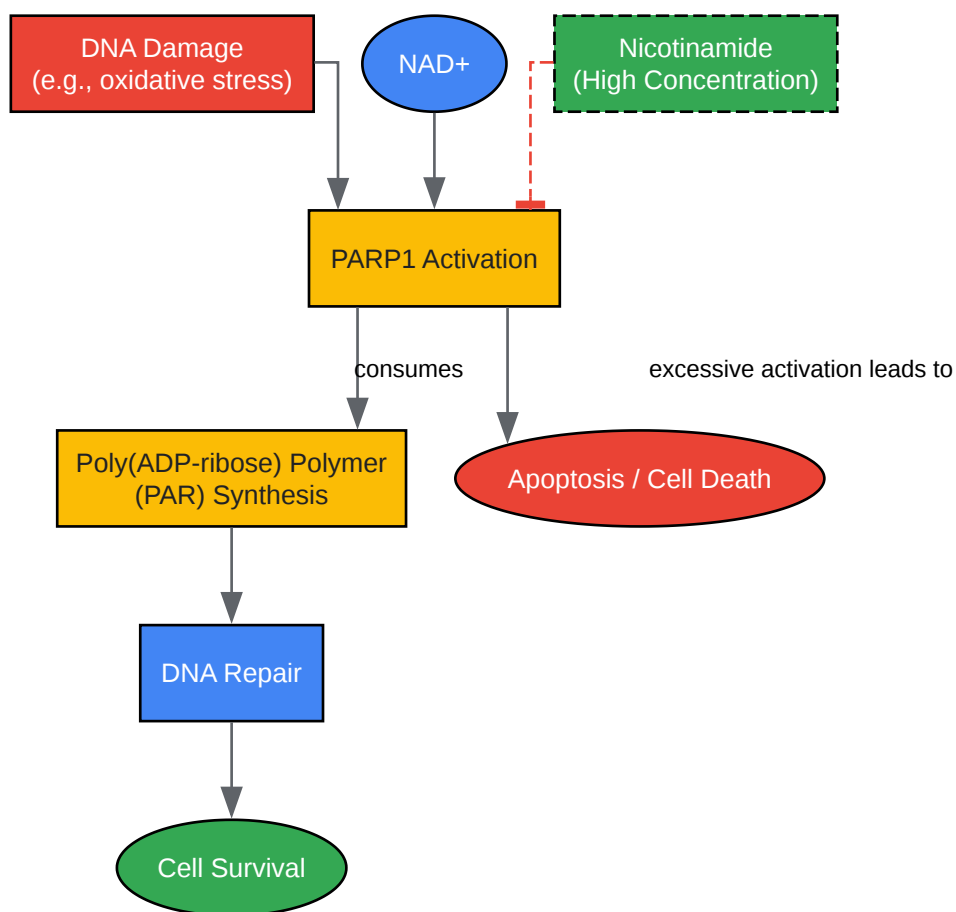 DNA Damage
(e.g., oxidative stress)
NAD+
Nicotinamide
(High Concentration)
PARP1 Activation
consumes
excessive activation leads to
Poly(ADP-ribose) Polymer
(PAR) Synthesis
Apoptosis / Cell Death
DNA Repair
Cell Survival